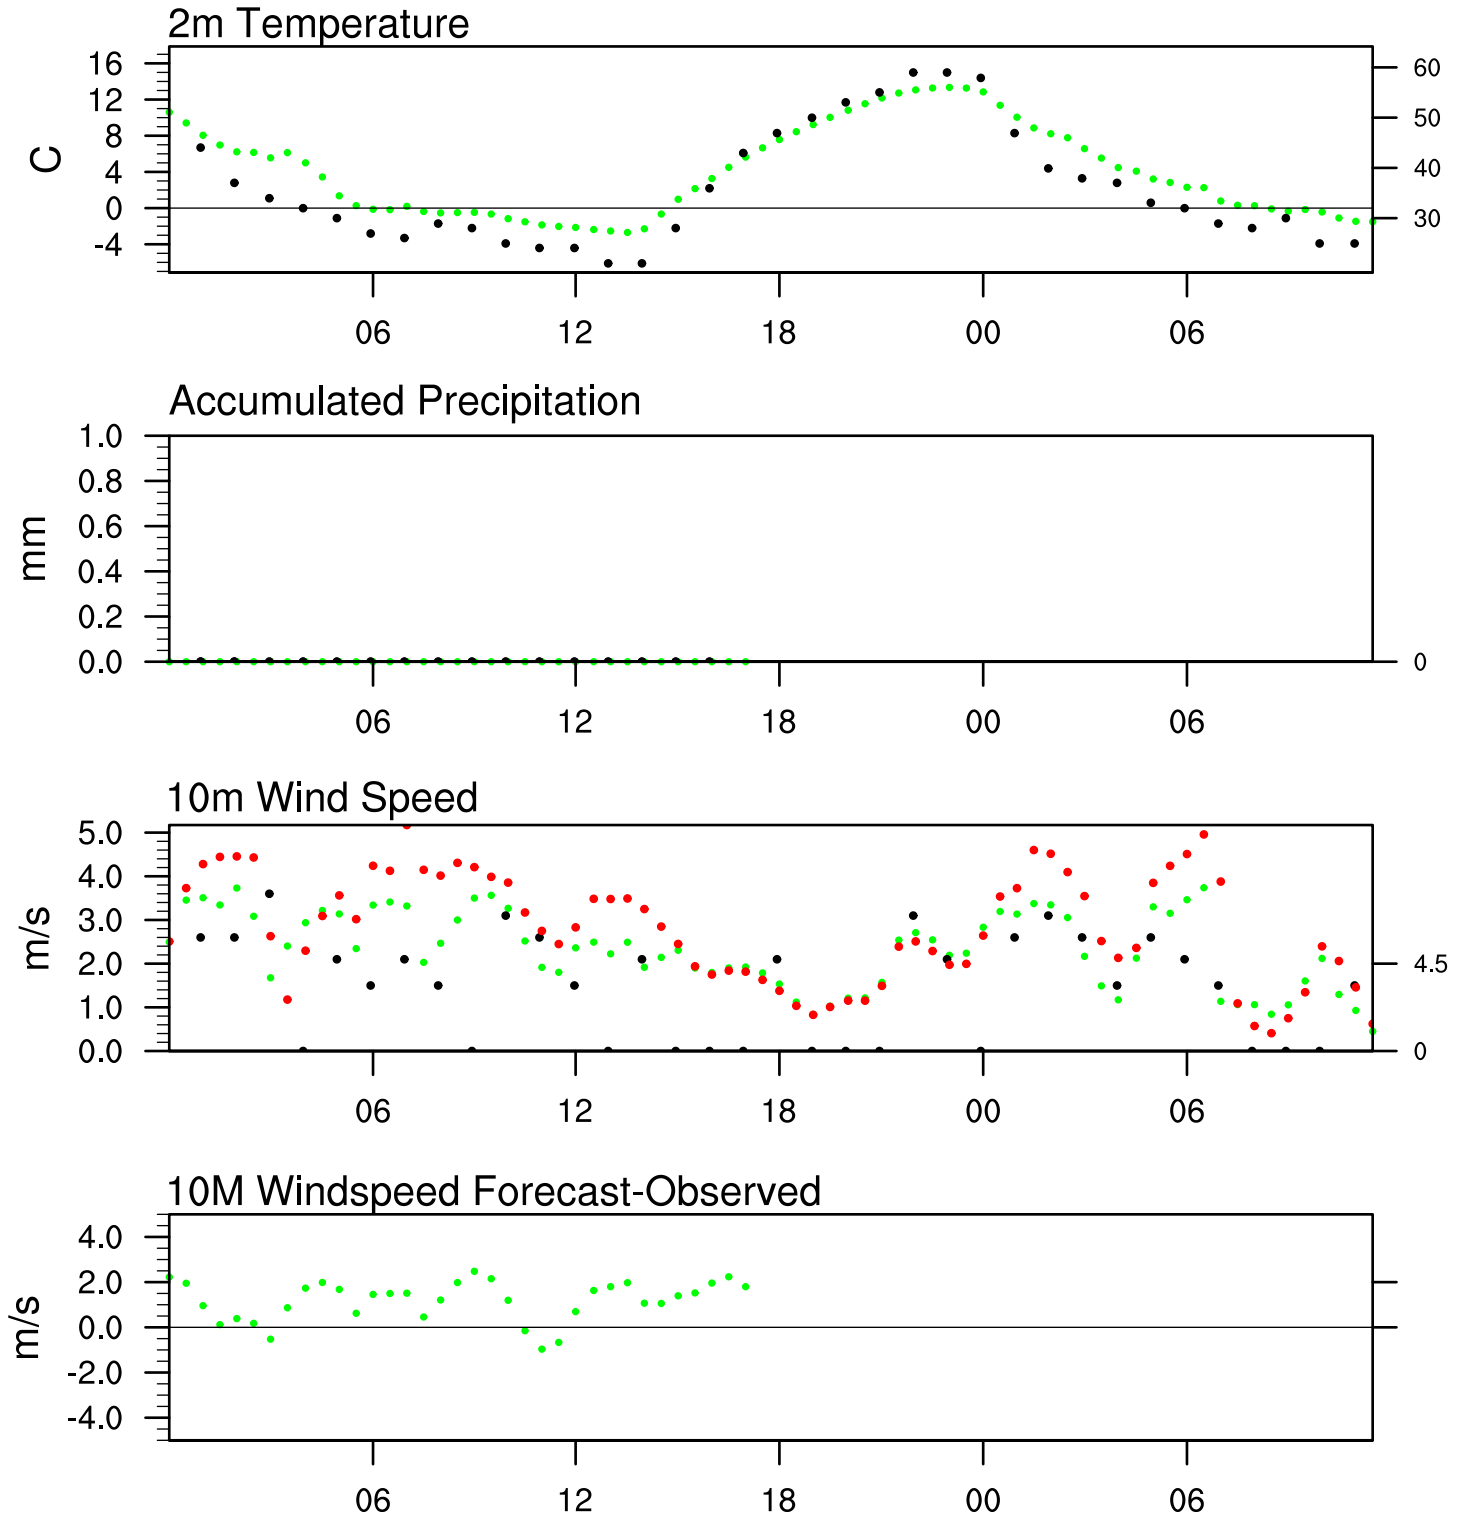 2m Temperature
16
12
8
4
0
-4
C
60
50
40
30
06 12 18 00 06
Accumulated Precipitation
1.0
0.8
0.6
0.4
0.2
0.0
mm
0
06 12 18 00 06
10m Wind Speed
5.0
4.0
3.0
2.0
1.0
0.0
m/s
4.5
0
06 12 18 00 06
10M Windspeed Forecast-Observed
4.0
2.0
0.0
-2.0
-4.0
m/s
06 12 18 00 06